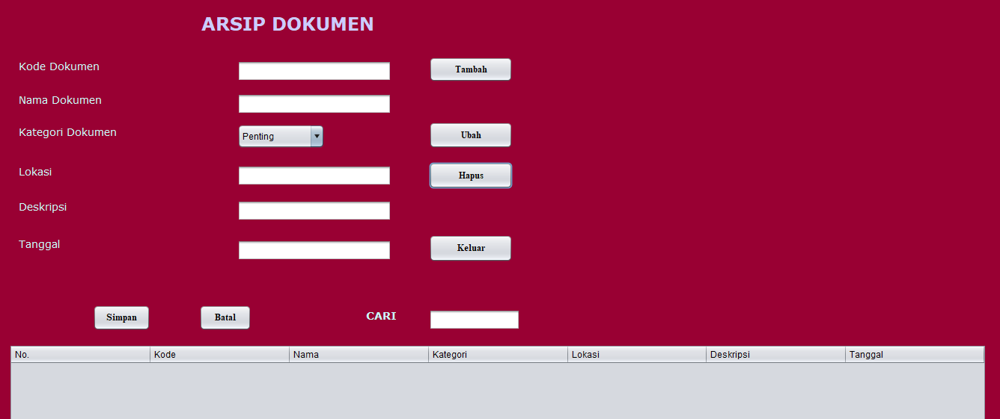 ARSIP DOKUMEN
Kode Dokumen
Tambah
Nama Dokumen
Kategori Dokumen
Penting
Ubah
Lokasi
Hapus
Deskripsi
Tanggal
Keluar
Simpan
Batal
CARI
No. Kode Nama Kategori Lokasi Deskripsi Tanggal